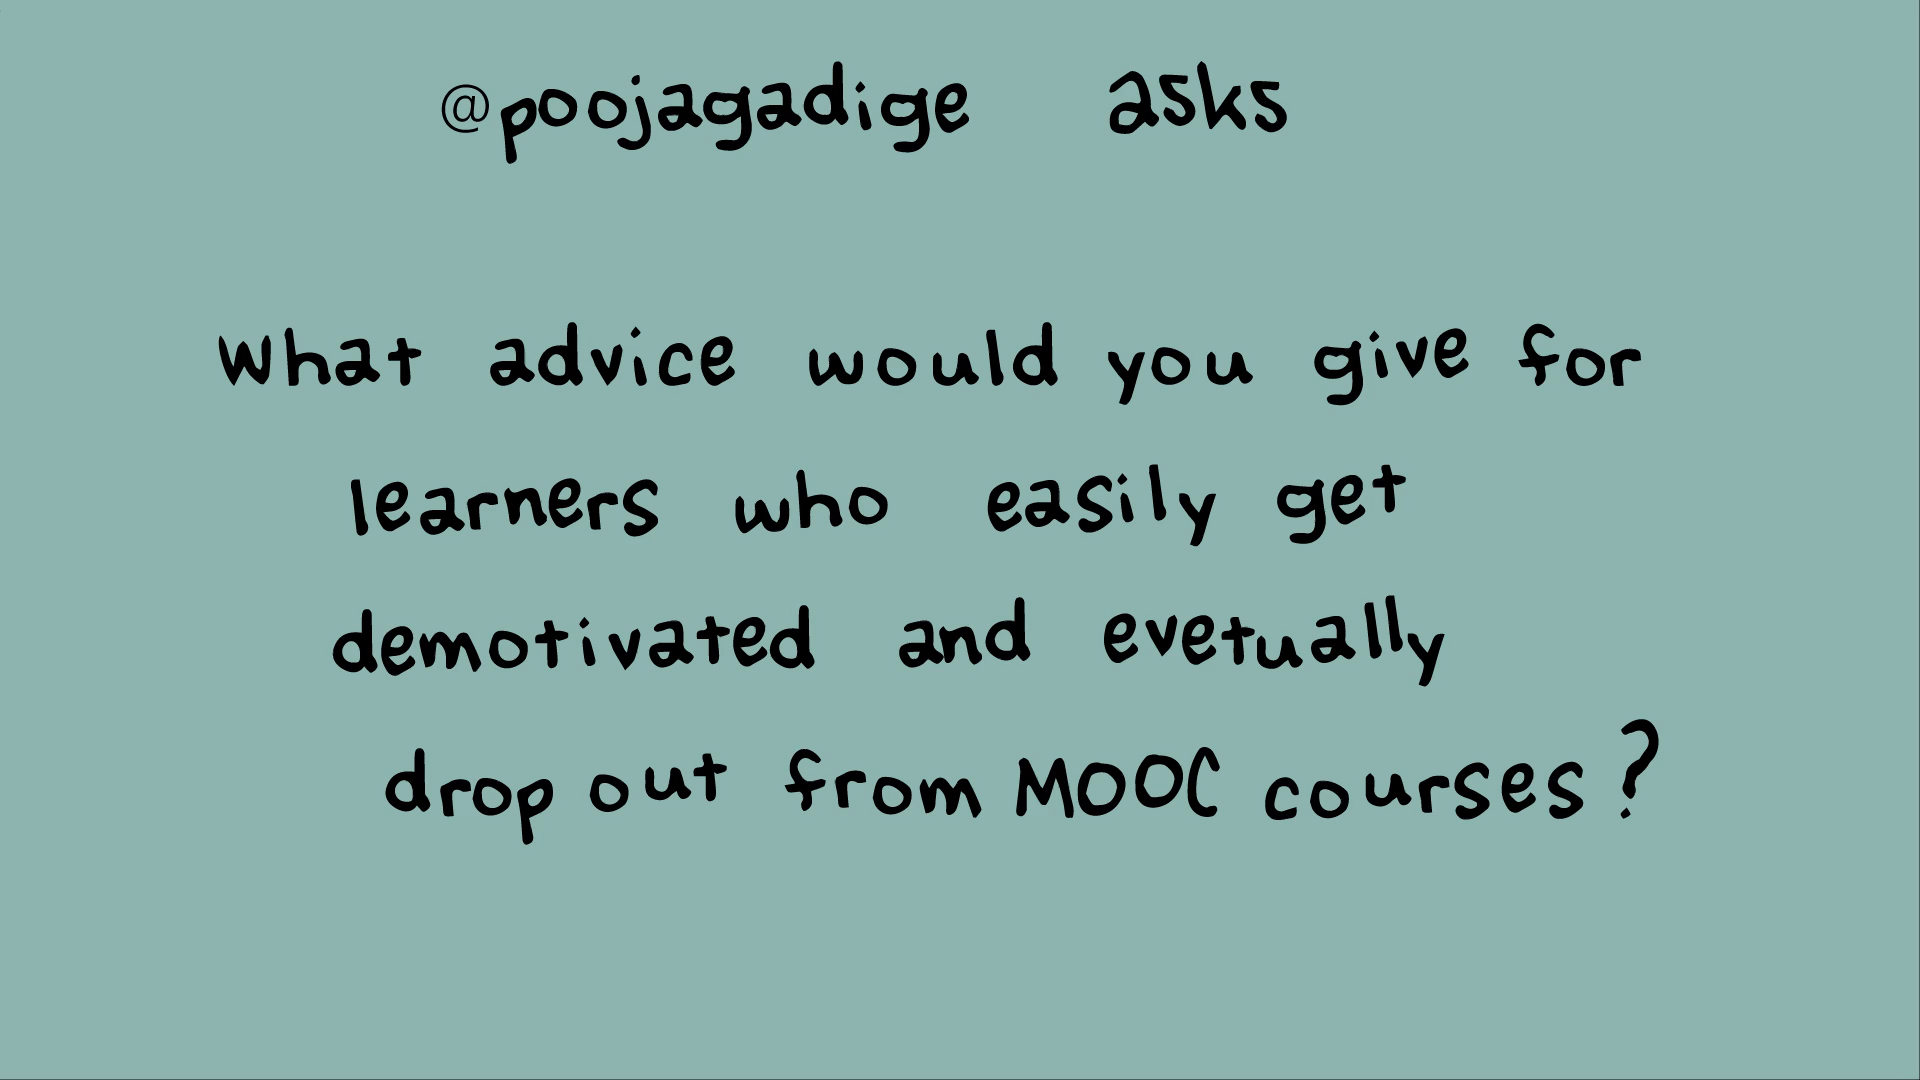 @poojagadige asks
What advice would you give for
learners who easily get
demotivated and evetually
drop out from MOOC courses?